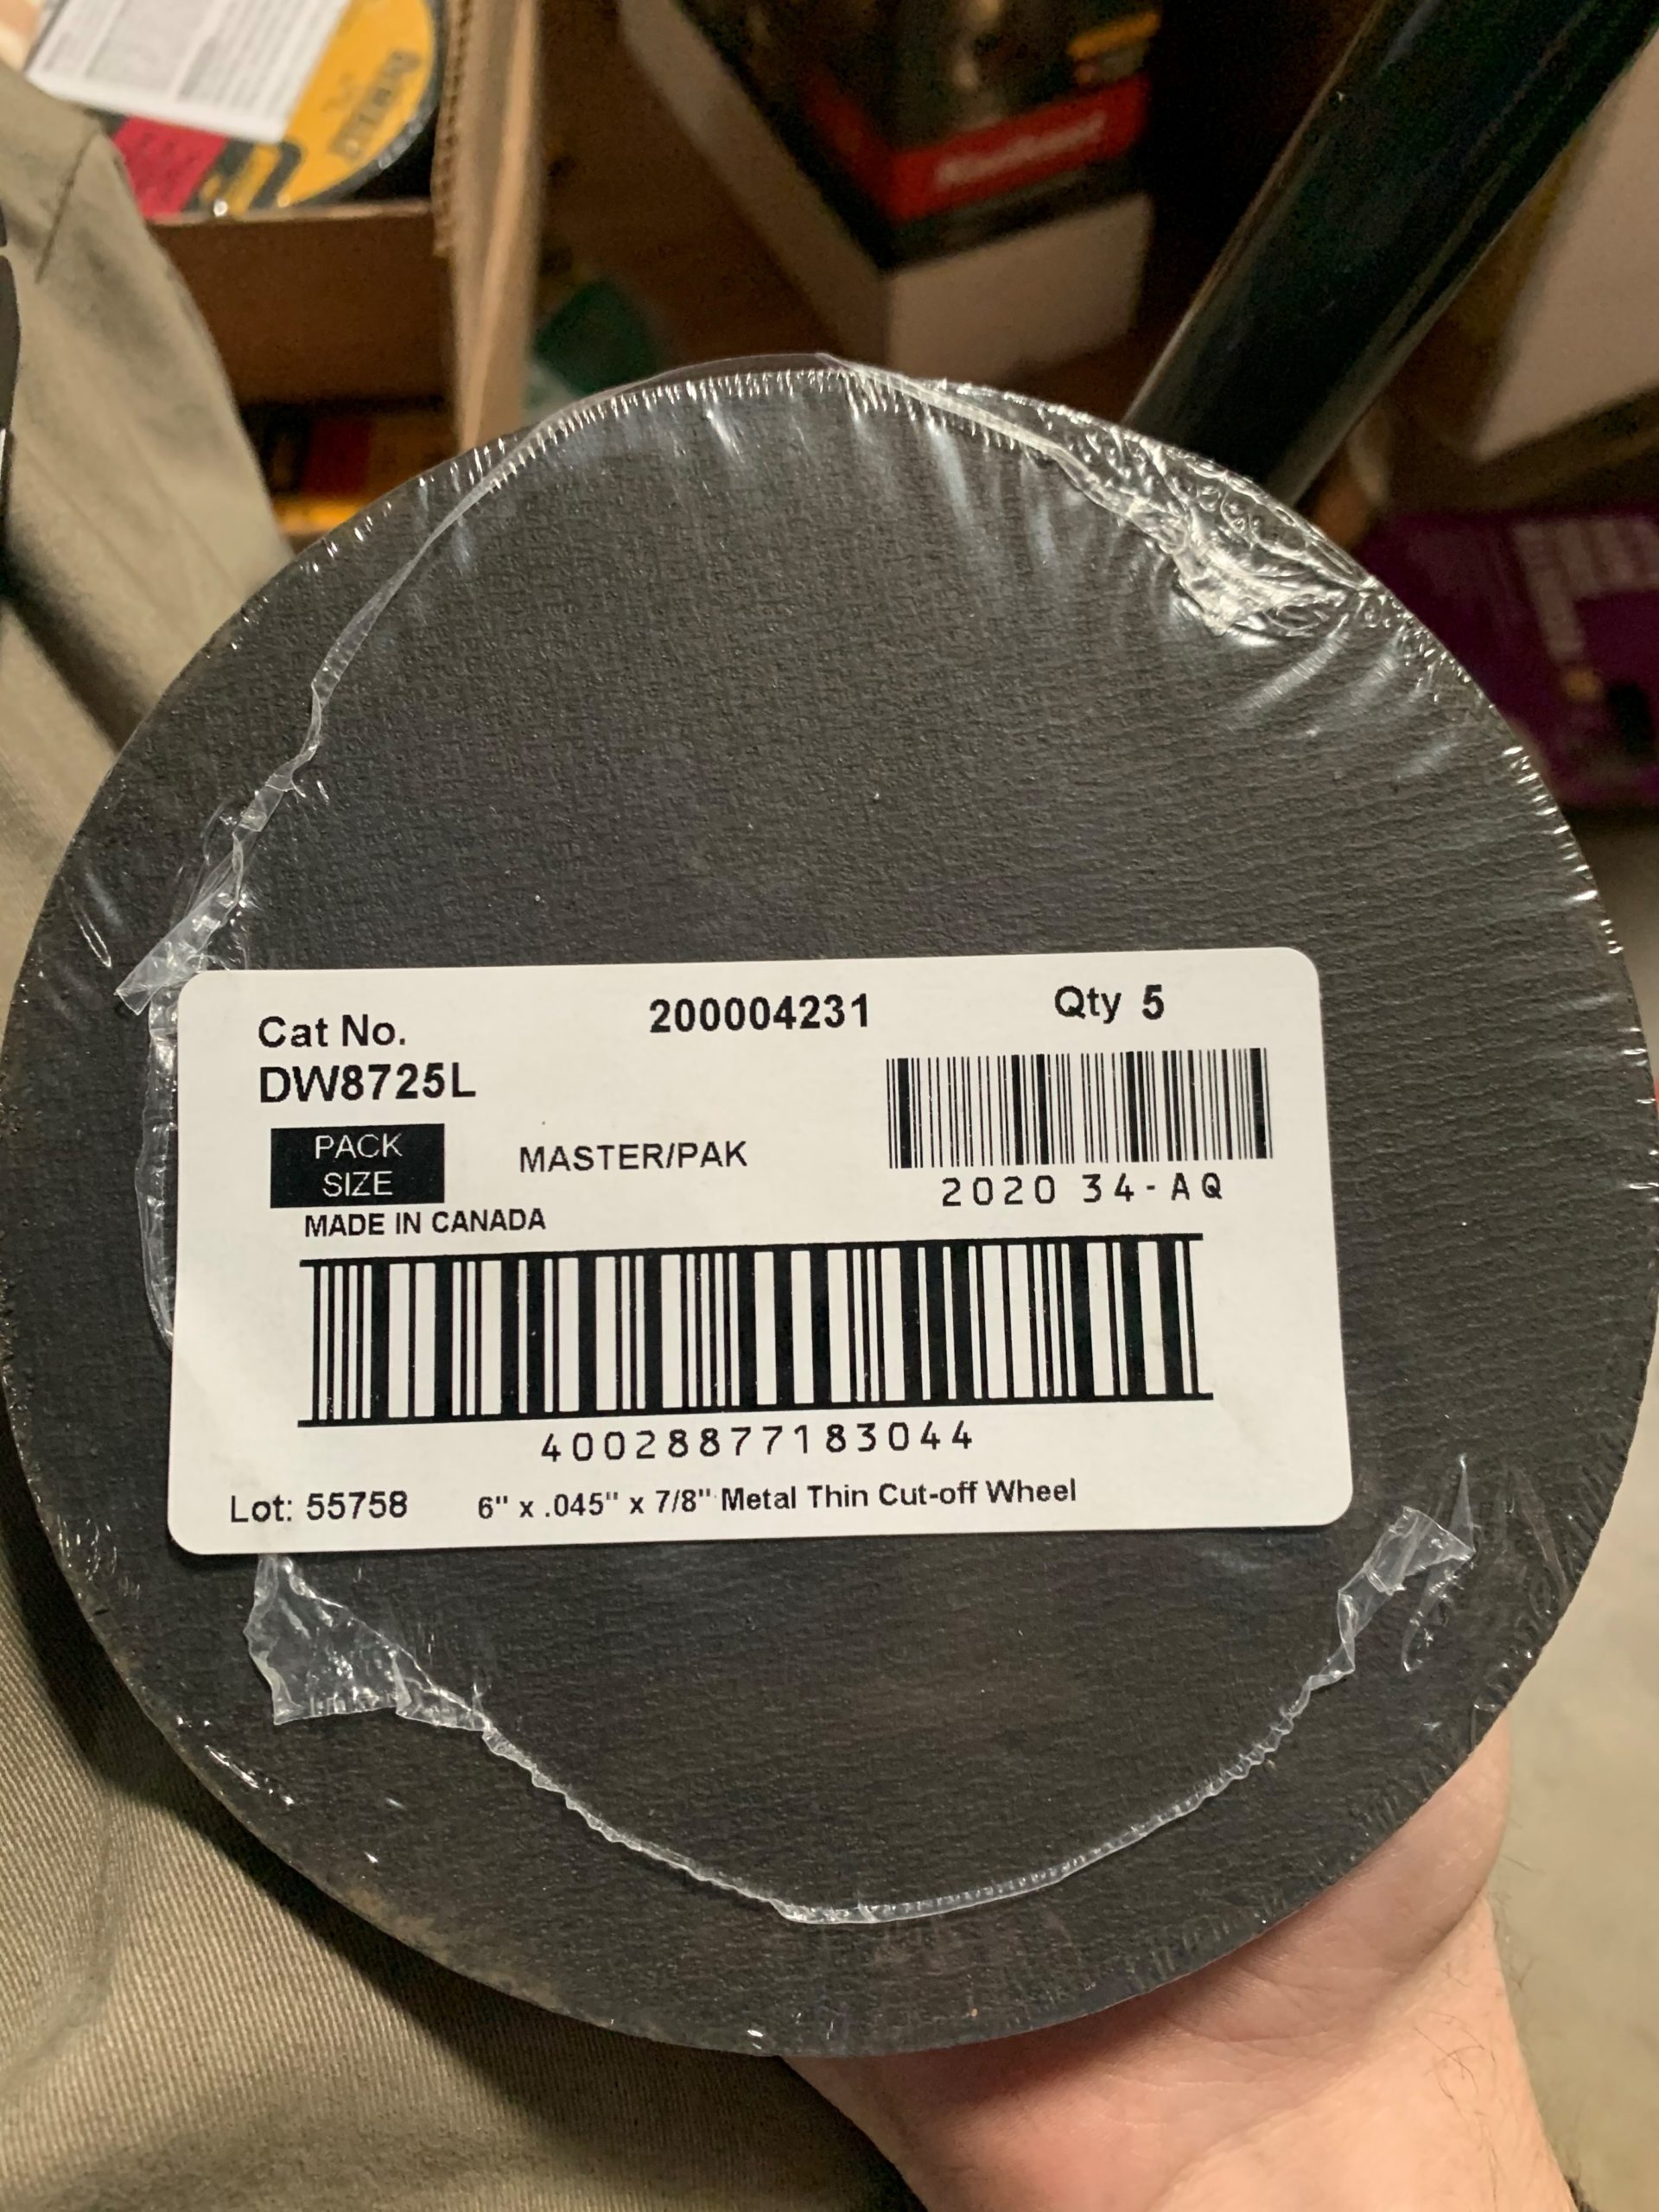 DEWALT
Cat No.
200004231
Qty 5
DW8725L
PACK
SIZE
MASTER/PAK
2020 34-AQ
MADE IN CANADA
40028877183044
Lot: 55758
6" x .045" x 7/8" Metal Thin Cut-off Wheel